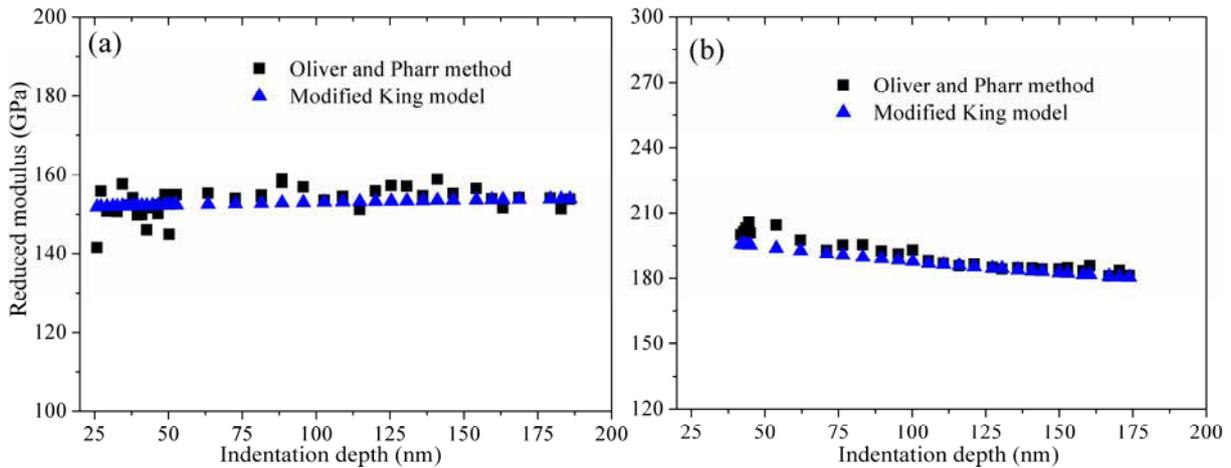 (a)
Oliver and Pharr method
Modified King model
Reduced modulus (GPa)
200
180
160
140
120
100
25 50 75 100 125 150 175 200
Indentation depth (nm)
(b)
Oliver and Pharr method
Modified King model
300
270
240
210
180
150
120
25 50 75 100 125 150 175 200
Indentation depth (nm)